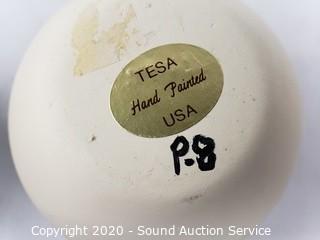 TESA
Hand Painted
USA
P-8
Copyright 2020 - Sound Auction Service